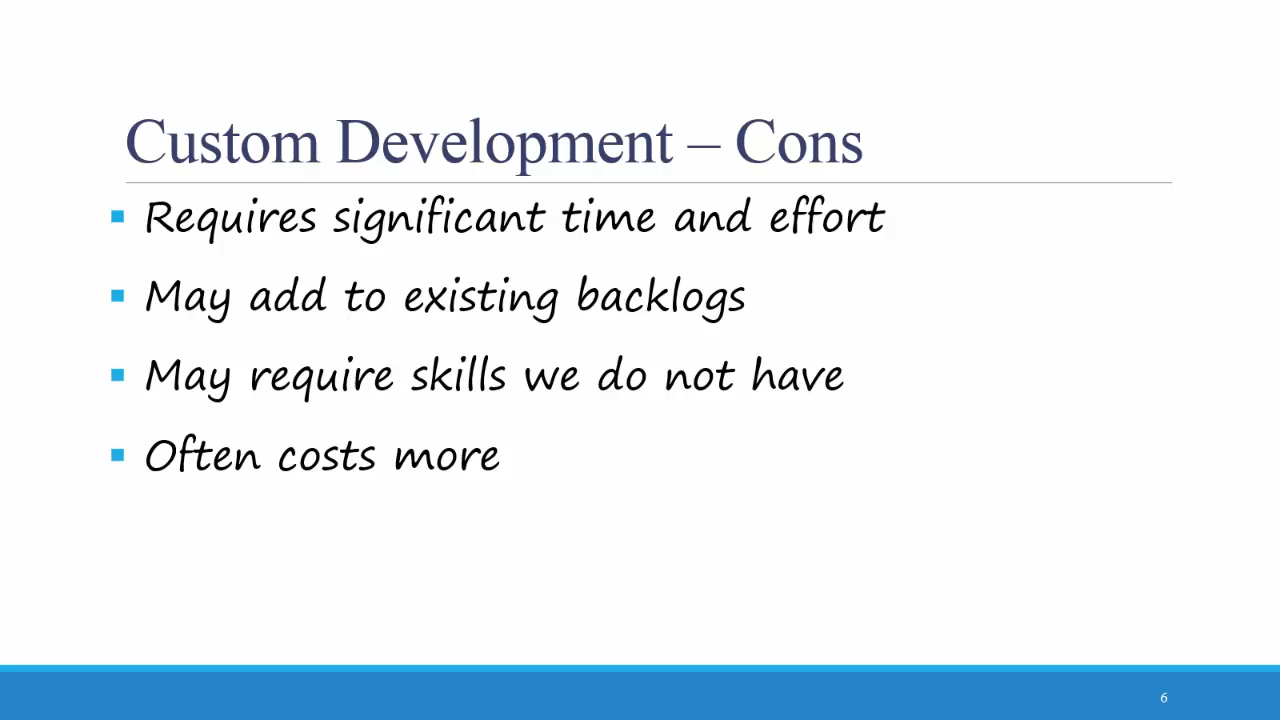 Custom Development – Cons
Requires significant time and effort
May add to existing backlogs
May require skills we do not have
Often costs more
6